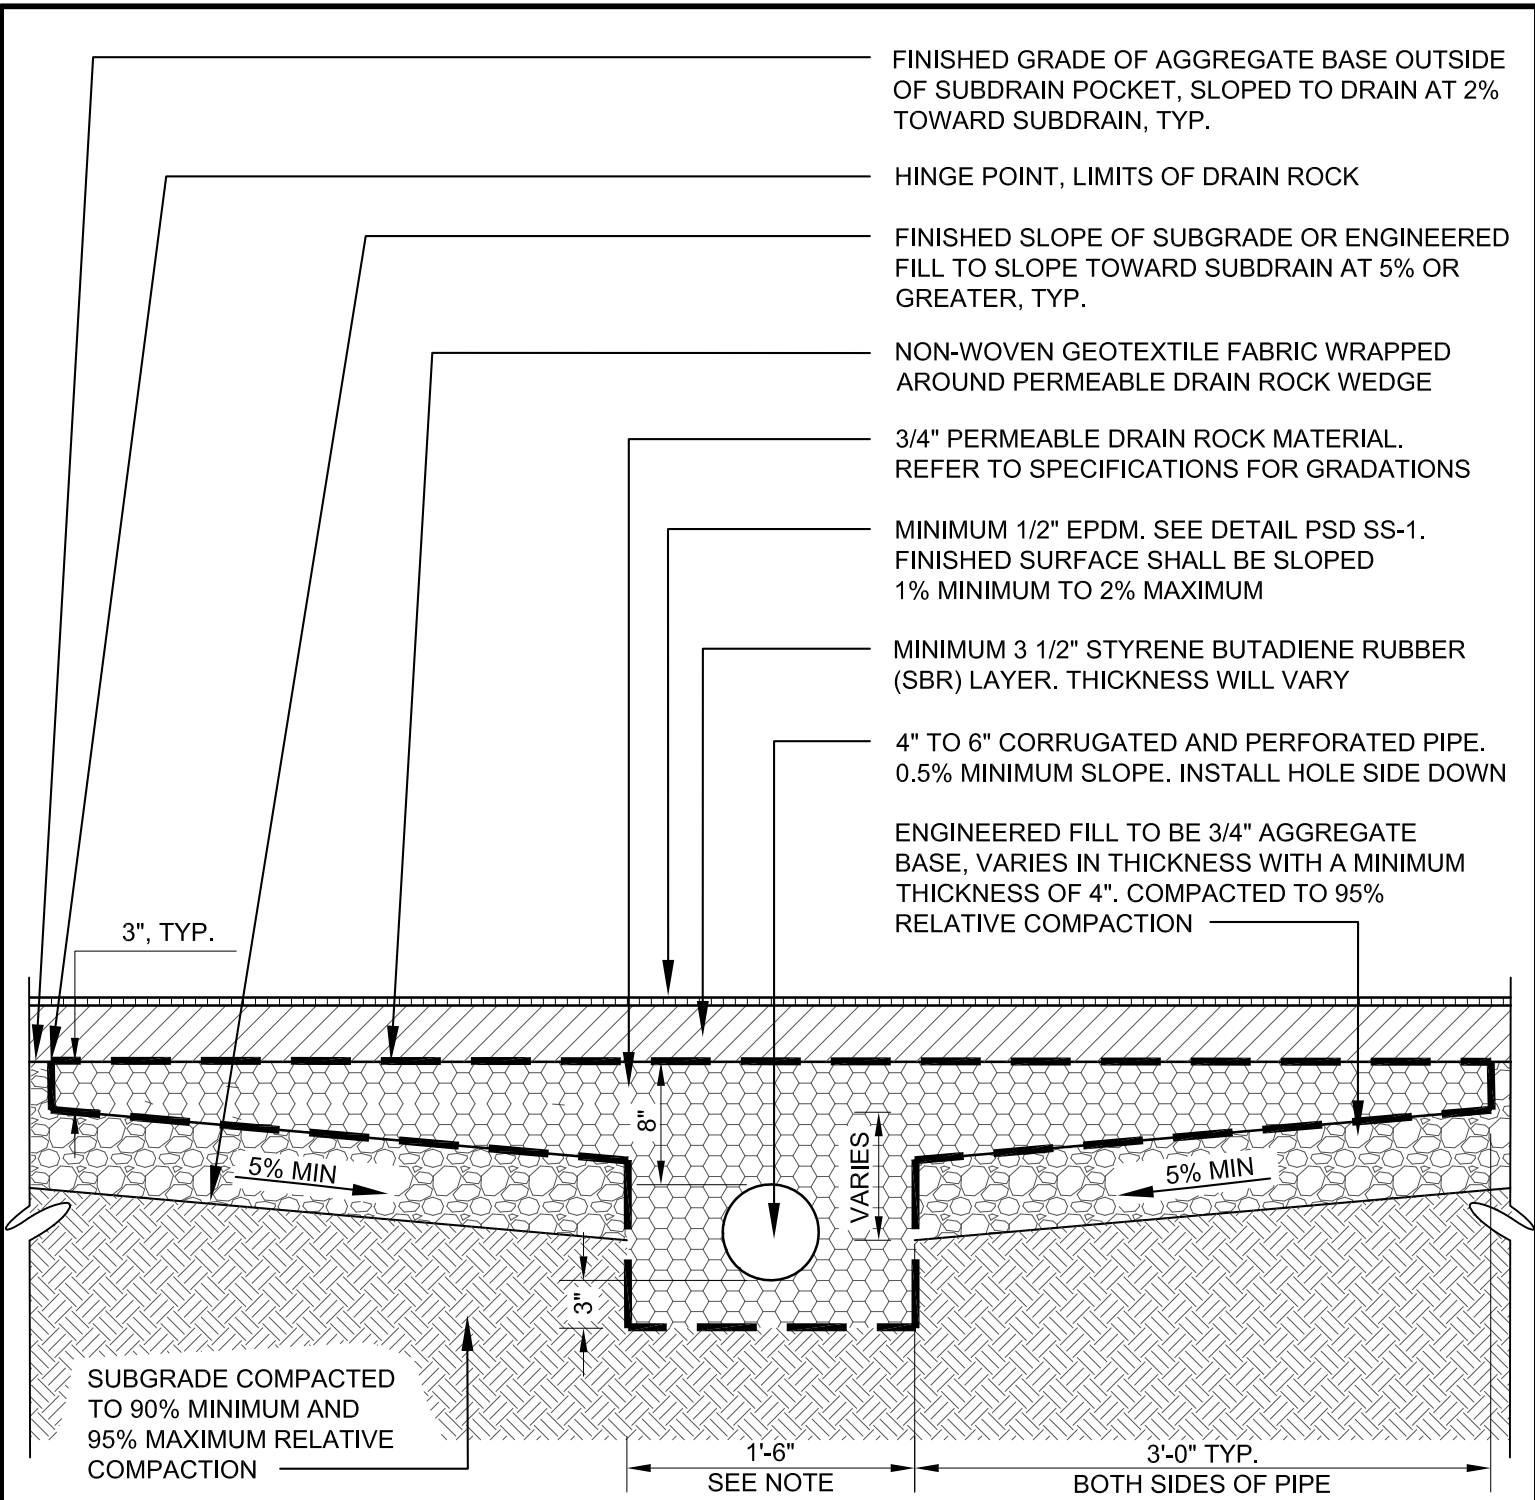 FINISHED GRADE OF AGGREGATE BASE OUTSIDE
OF SUBDRAIN POCKET, SLOPED TO DRAIN AT 2%
TOWARD SUBDRAIN, TYP.
HINGE POINT, LIMITS OF DRAIN ROCK
FINISHED SLOPE OF SUBGRADE OR ENGINEERED
FILL TO SLOPE TOWARD SUBDRAIN AT 5% OR
GREATER, TYP.
NON-WOVEN GEOTEXTILE FABRIC WRAPPED
AROUND PERMEABLE DRAIN ROCK WEDGE
3/4" PERMEABLE DRAIN ROCK MATERIAL.
REFER TO SPECIFICATIONS FOR GRADATIONS
MINIMUM 1/2" EPDM. SEE DETAIL PSD SS-1.
FINISHED SURFACE SHALL BE SLOPED
1% MINIMUM TO 2% MAXIMUM
MINIMUM 3 1/2" STYRENE BUTADIENE RUBBER
(SBR) LAYER. THICKNESS WILL VARY
4" TO 6" CORRUGATED AND PERFORATED PIPE.
0.5% MINIMUM SLOPE. INSTALL HOLE SIDE DOWN
ENGINEERED FILL TO BE 3/4" AGGREGATE
BASE, VARIES IN THICKNESS WITH A MINIMUM
THICKNESS OF 4". COMPACTED TO 95%
RELATIVE COMPACTION
3", TYP.
8"
VARIES
5% MIN
5% MIN
3"
SUBGRADE COMPACTED
TO 90% MINIMUM AND
95% MAXIMUM RELATIVE
COMPACTION
1'-6"
SEE NOTE
3'-0" TYP.
BOTH SIDES OF PIPE